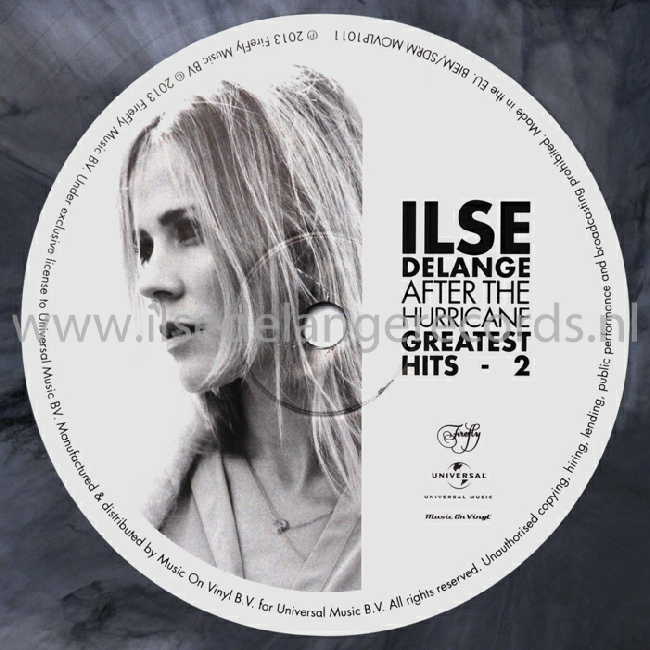 ILSE
DELANGE
AFTER THE
HURRICANE
GREATEST
HITS - 2
Firefly
UNIVERSAL
UNIVERSAL MUSIC
Music On Vinyl
℗ 2013 FireFly Music BV © 2013 FireFly Music BV. Under exclusive license to Universal Music BV. Manufactured & distributed by Music On Vinyl B.V. for Universal Music B.V. All rights reserved. Unauthorised copying, hiring, lending, public performance and broadcasting prohibited. Made in the EU. BIEM/SDRM MOVLP1011
www.ilsedelangerecords.nl